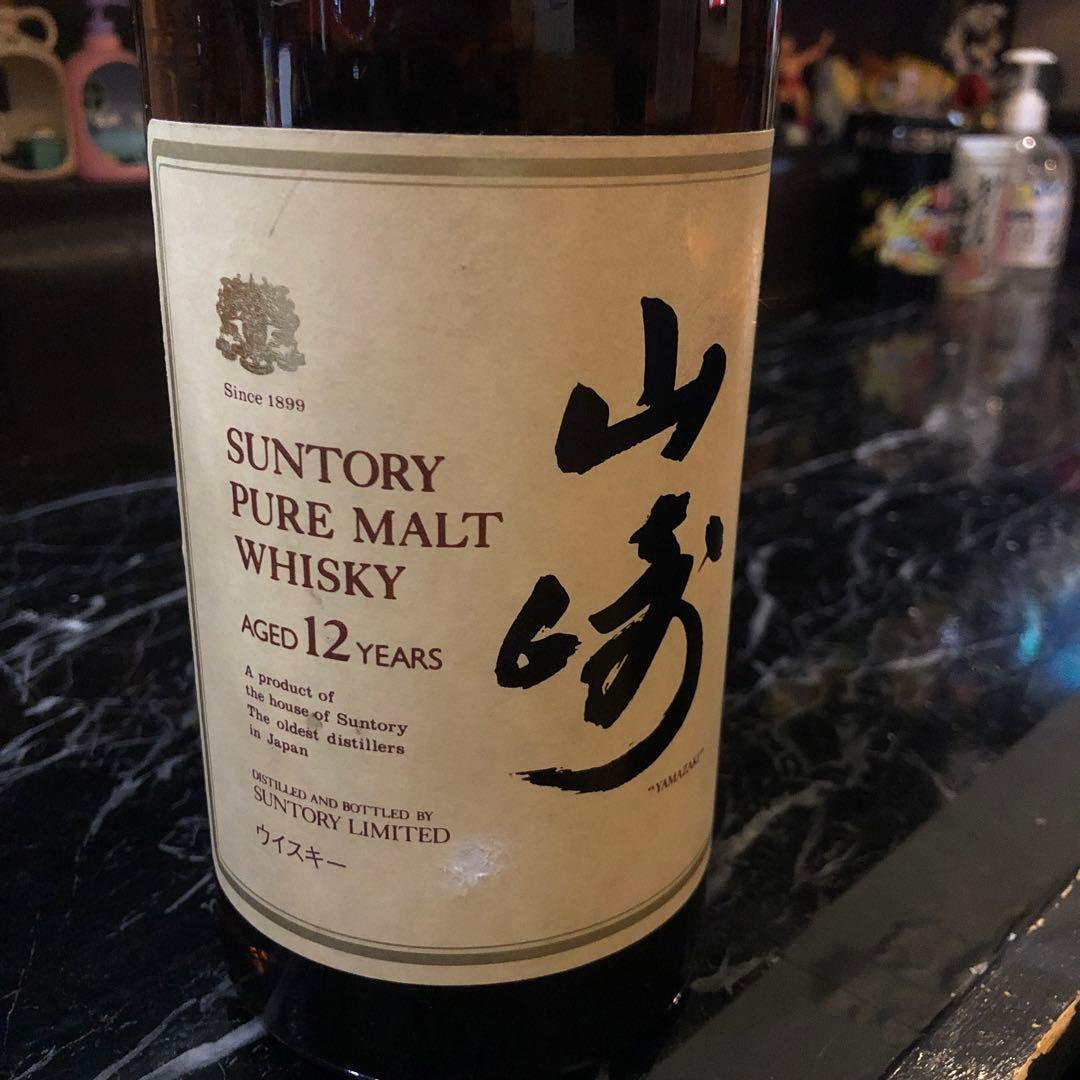 Since 1899
SUNTORY
PURE MALT
WHISKY
AGED 12 YEARS
A product of
the house of Suntory
The oldest distillers
in Japan
DISTILLED AND BOTTLED BY
SUNTORY LIMITED
ウイスキー
山崎
"YAMAZAKI"